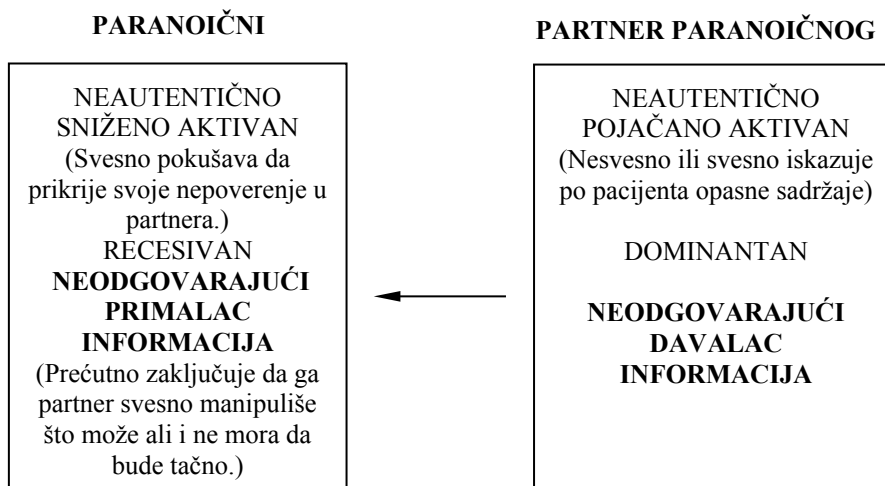 PARANOIČNI
NEAUTENTIČNO
SNIŽENO AKTIVAN
(Svesno pokušava da
prikrije svoje nepoverenje u
partnera.)
RECESIVAN
NEODGOVARAJUĆI
PRIMALAC
INFORMACIJA
(Prećutno zaključuje da ga
partner svesno manipuliše
što može ali i ne mora da
bude tačno.)
PARTNER PARANOIČNOG
NEAUTENTIČNO
POJAČANO AKTIVAN
(Nesvesno ili svesno iskazuje
po pacijenta opasne sadržaje)
DOMINANTAN
NEODGOVARAJUĆI
DAVALAC
INFORMACIJA